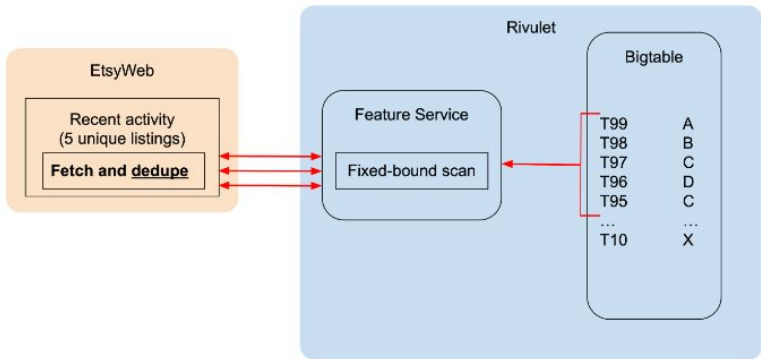 Rivulet
EtsyWeb
Recent activity
(5 unique listings)
Fetch and dedupe
Feature Service
Fixed-bound scan
Bigtable
T99 A
T98 B
T97 C
T96 D
T95 C
... ...
T10 X